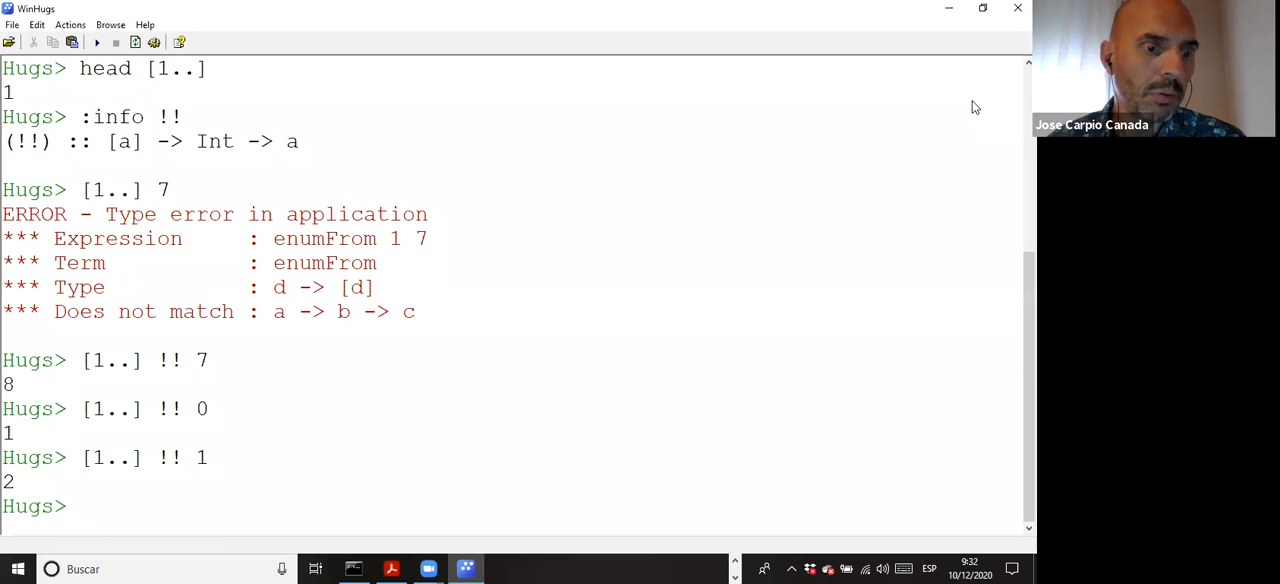 WinHugs
File Edit Actions Browse Help
Hugs> head [1..]
1
Hugs> :info !!
(!!) :: [a] -> Int -> a
Hugs> [1..] 7
ERROR - Type error in application
*** Expression : enumFrom 1 7
*** Term : enumFrom
*** Type : d -> [d]
*** Does not match : a -> b -> c
Hugs> [1..] !! 7
8
Hugs> [1..] !! 0
1
Hugs> [1..] !! 1
2
Hugs>
Jose Carpio Canada
Buscar
ESP
9:32
10/12/2020